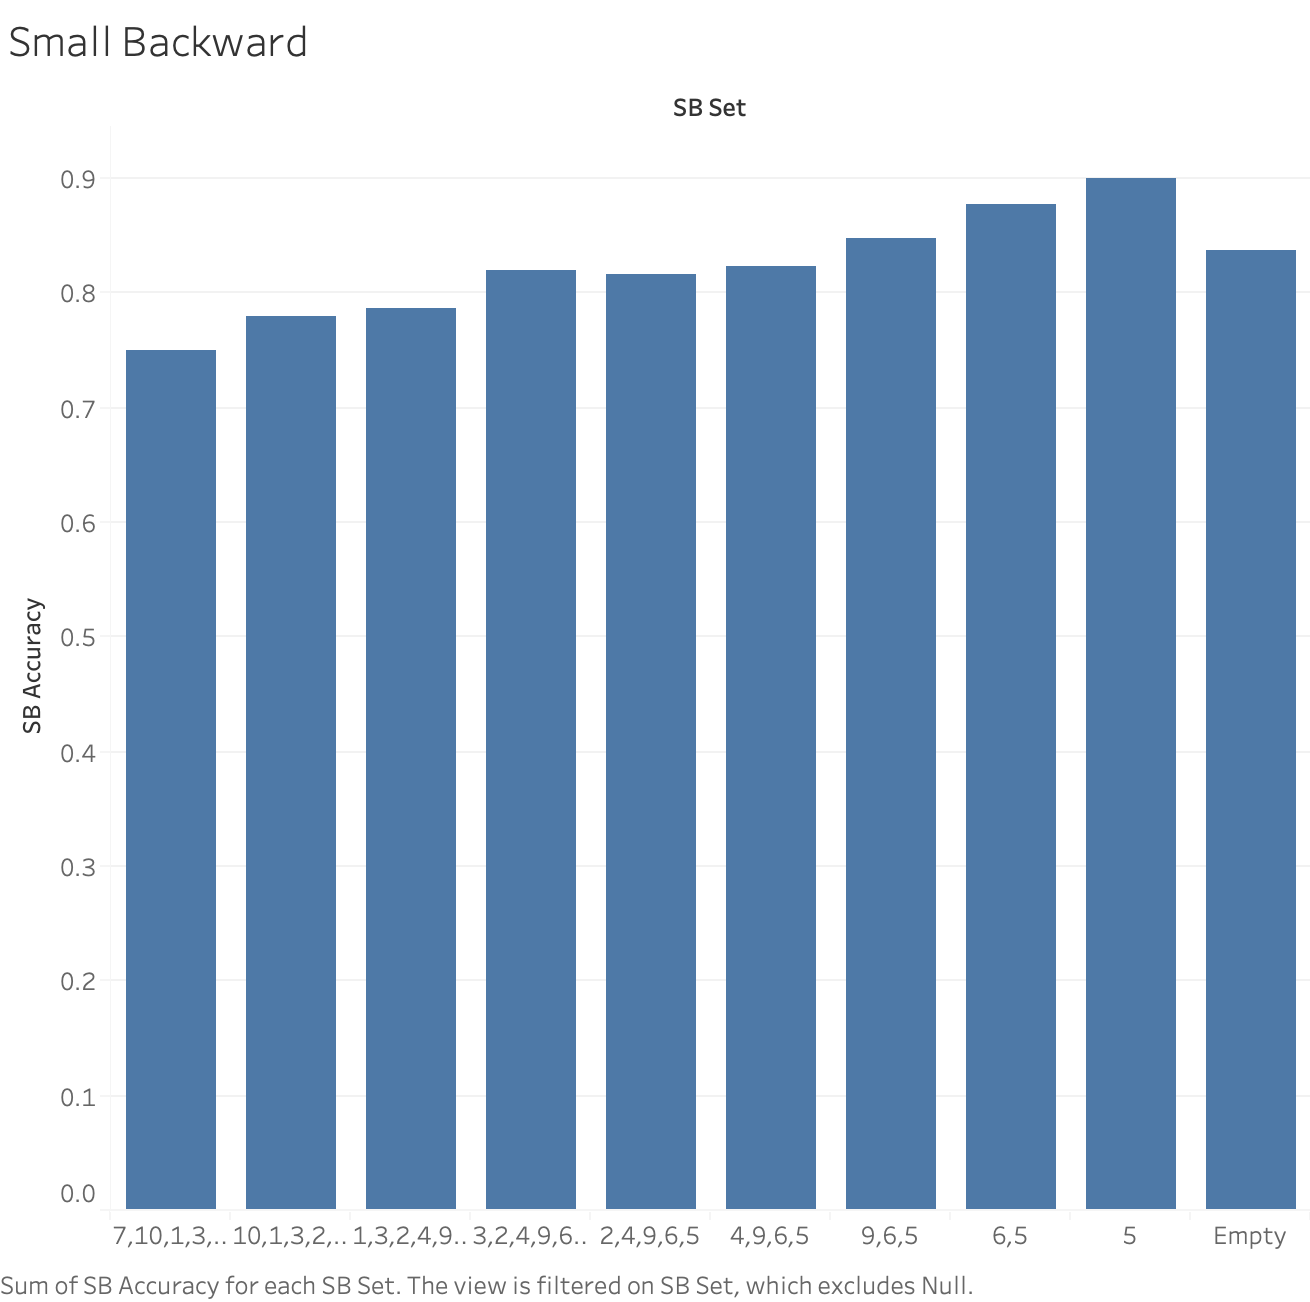 Small Backward
SB Set
SB Accuracy
0.9
0.8
0.7
0.6
0.5
0.4
0.3
0.2
0.1
0.0
7,10,1,3,.. 10,1,3,2,.. 1,3,2,4,9.. 3,2,4,9,6.. 2,4,9,6,5 4,9,6,5 9,6,5 6,5 5 Empty
Sum of SB Accuracy for each SB Set. The view is filtered on SB Set, which excludes Null.